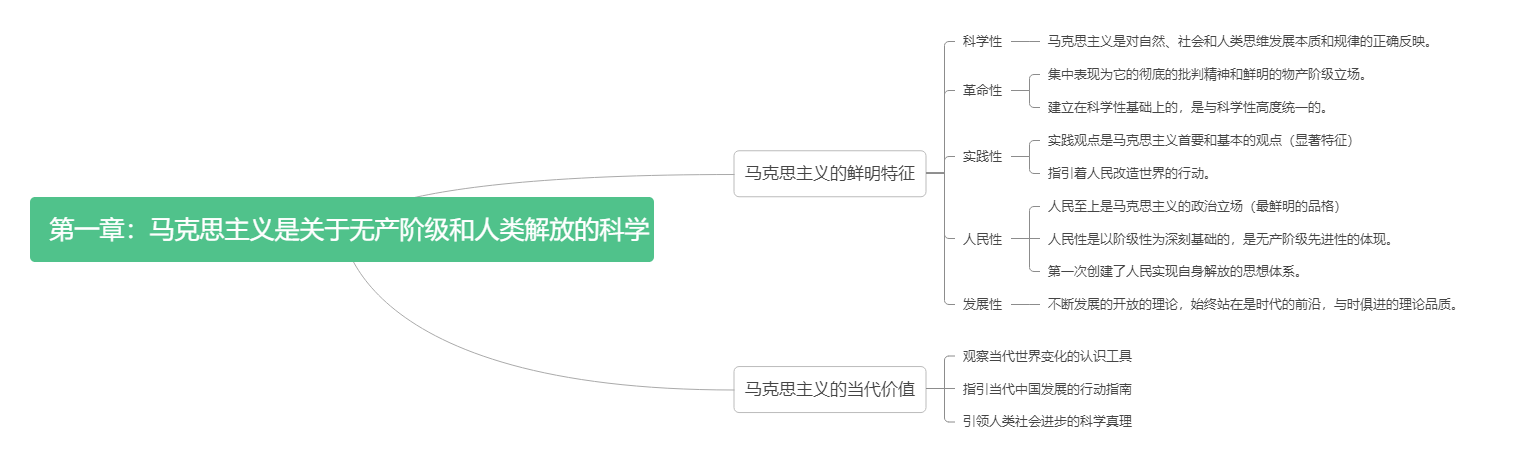 科学性
马克思主义是对自然、社会和人类思维发展本质和规律的正确反映。
革命性
集中表现为它的彻底的批判精神和鲜明的物产阶级立场。
建立在科学性基础上的，是与科学性高度统一的。
实践性
实践观点是马克思主义首要和基本的观点（显著特征）
指引着人民改造世界的行动。
马克思主义的鲜明特征
人民性
人民至上是马克思主义的政治立场（最鲜明的品格）
人民性是以阶级性为深刻基础的，是无产阶级先进性的体现。
第一次创建了人民实现自身解放的思想体系。
第一章：马克思主义是关于无产阶级和人类解放的科学
发展性
不断发展的开放的理论，始终站在是时代的前沿，与时俱进的理论品质。
马克思主义的当代价值
观察当代世界变化的认识工具
指引当代中国发展的行动指南
引领人类社会进步的科学真理